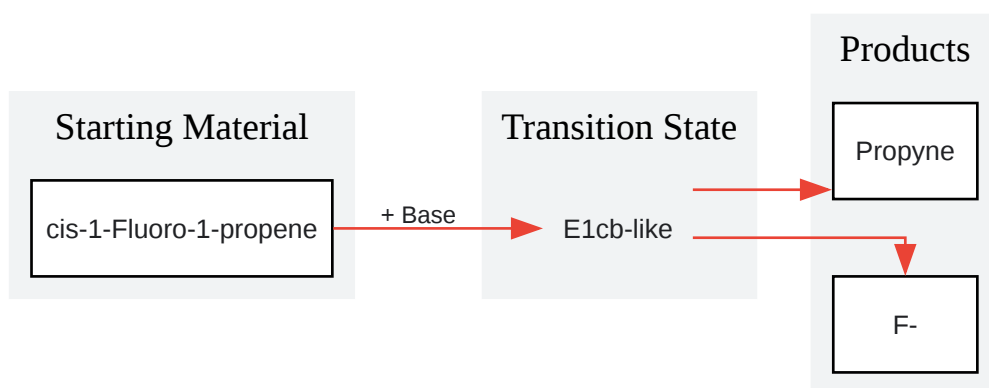 Starting Material
cis-1-Fluoro-1-propene
+ Base
Transition State
E1cb-like
Products
Propyne
F-